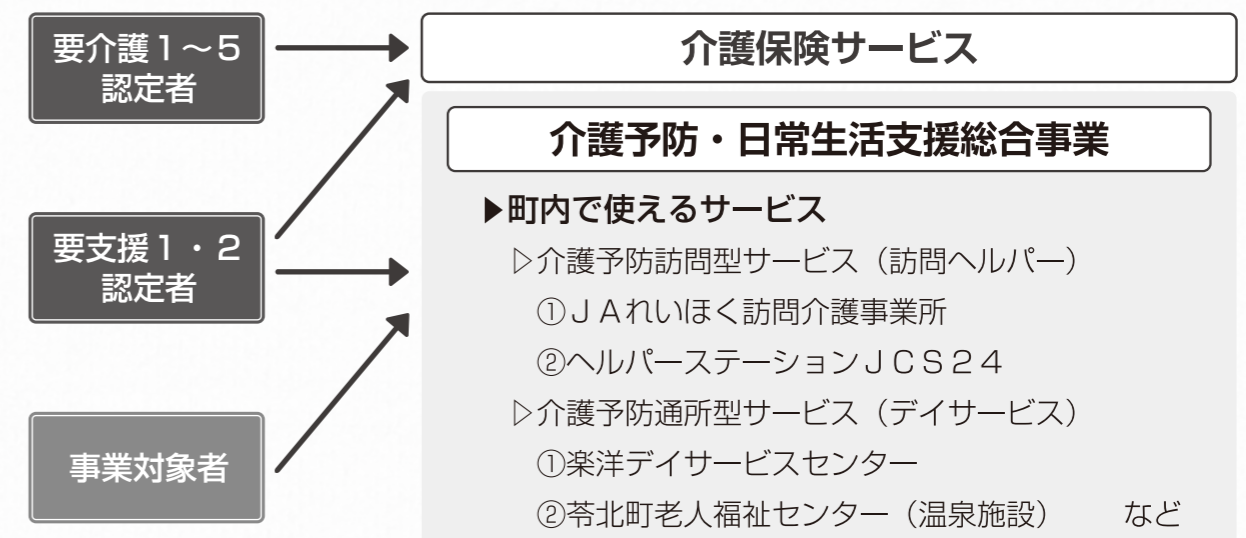 要介護１～５
認定者
介護保険サービス
介護予防・日常生活支援総合事業
要支援１・２
認定者
事業対象者
▶町内で使えるサービス
▷介護予防訪問型サービス（訪問ヘルパー）
①ＪＡれいほく訪問介護事業所
②ヘルパーステーションＪＣＳ２４
▷介護予防通所型サービス（デイサービス）
①楽洋デイサービスセンター
②苓北町老人福祉センター（温泉施設）　　など